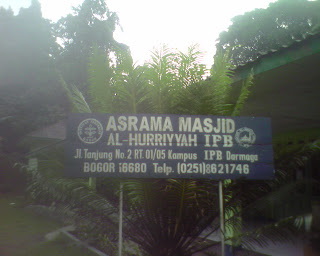 ASRAMA MASJID
AL-HURRIYYAH IPB
Jl. Tanjung No 2 RT. 01/05 Kampus IPB Darmaga
BOGOR 16680 Telp. (0251) 8621746